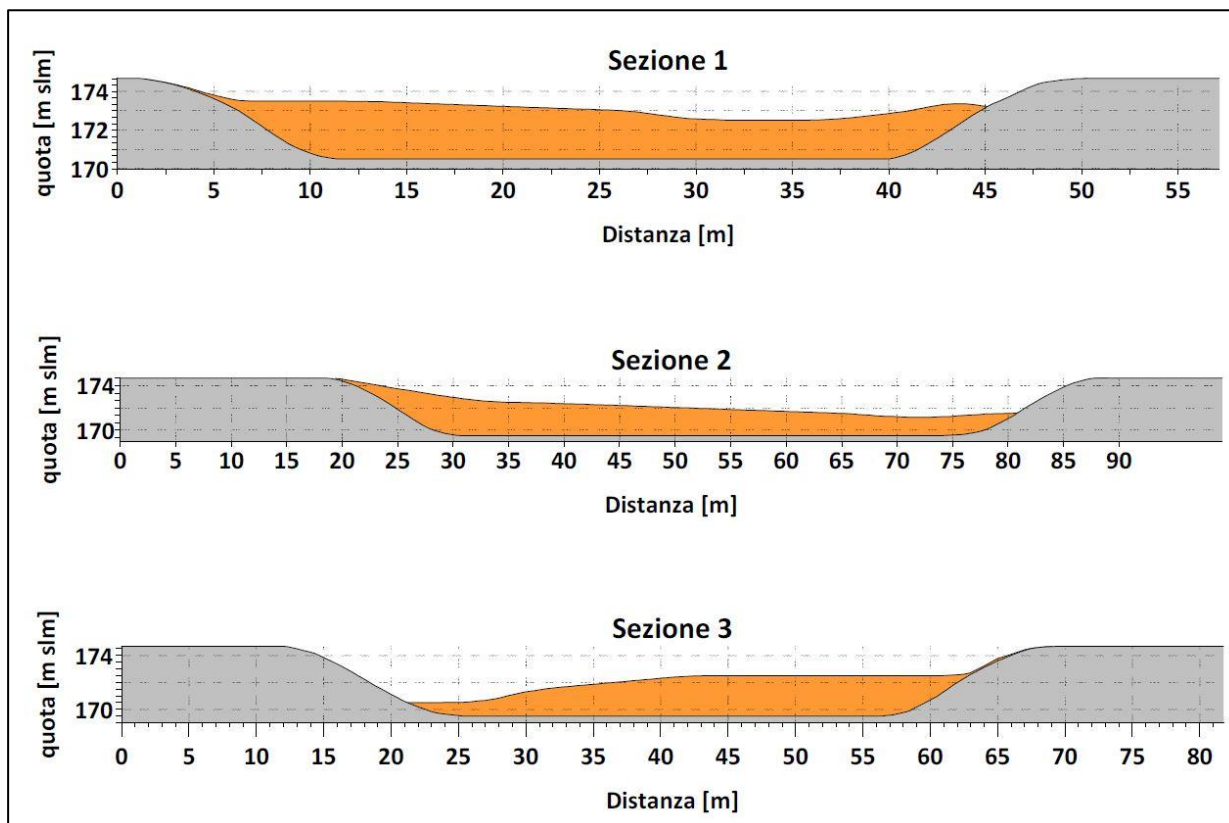 Sezione 1
quota [m slm]
174
172
170
0 5 10 15 20 25 30 35 40 45 50 55
Distanza [m]
Sezione 2
quota [m slm]
174
170
0 5 10 15 20 25 30 35 40 45 50 55 60 65 70 75 80 85 90
Distanza [m]
Sezione 3
quota [m slm]
174
170
0 5 10 15 20 25 30 35 40 45 50 55 60 65 70 75 80
Distanza [m]